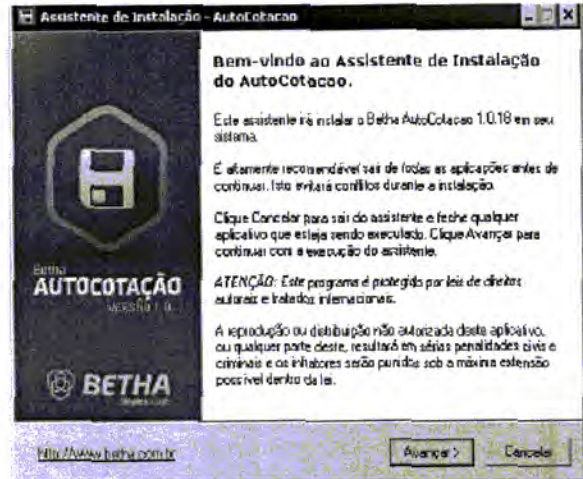 Assistente de Instalação - AutoCotacao
Bem-vindo ao Assistente de Instalação
do AutoCotacao.
Este assistente irá instalar o Betha AutoCotacao 1.0.18 em seu
sistema.
É altamente recomendável sair de todas as aplicações antes de
continuar. Isto evitará conflitos durante a instalação.
Clique Cancelar para sair do assistente e feche qualquer
aplicativo que esteja sendo executado. Clique Avançar para
continuar com a execução do assistente.
ATENÇÃO: Este programa é protegido por leis de direitos
autorais e tratados internacionais.
A reprodução ou distribuição não autorizada deste aplicativo,
ou qualquer parte deste, resultará em sérias penalidades civis e
criminais e os infratores serão punidos sob a máxima extensão
possível dentro da lei.
Betha
AUTOCOTAÇÃO
VERSÃO 1.0
BETHA
http://www.betha.com.br
Avançar >
Cancelar